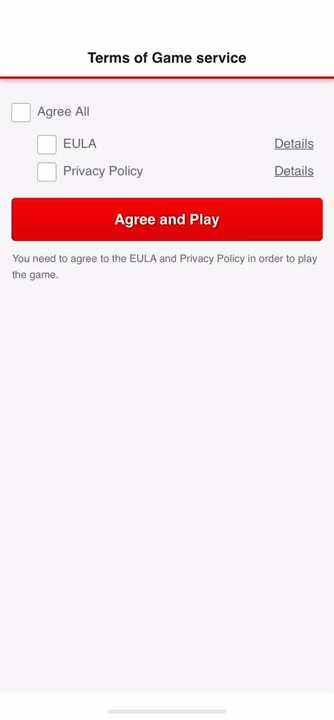 Terms of Game service
Agree All
EULA Details
Privacy Policy Details
Agree and Play
You need to agree to the EULA and Privacy Policy in order to play
the game.